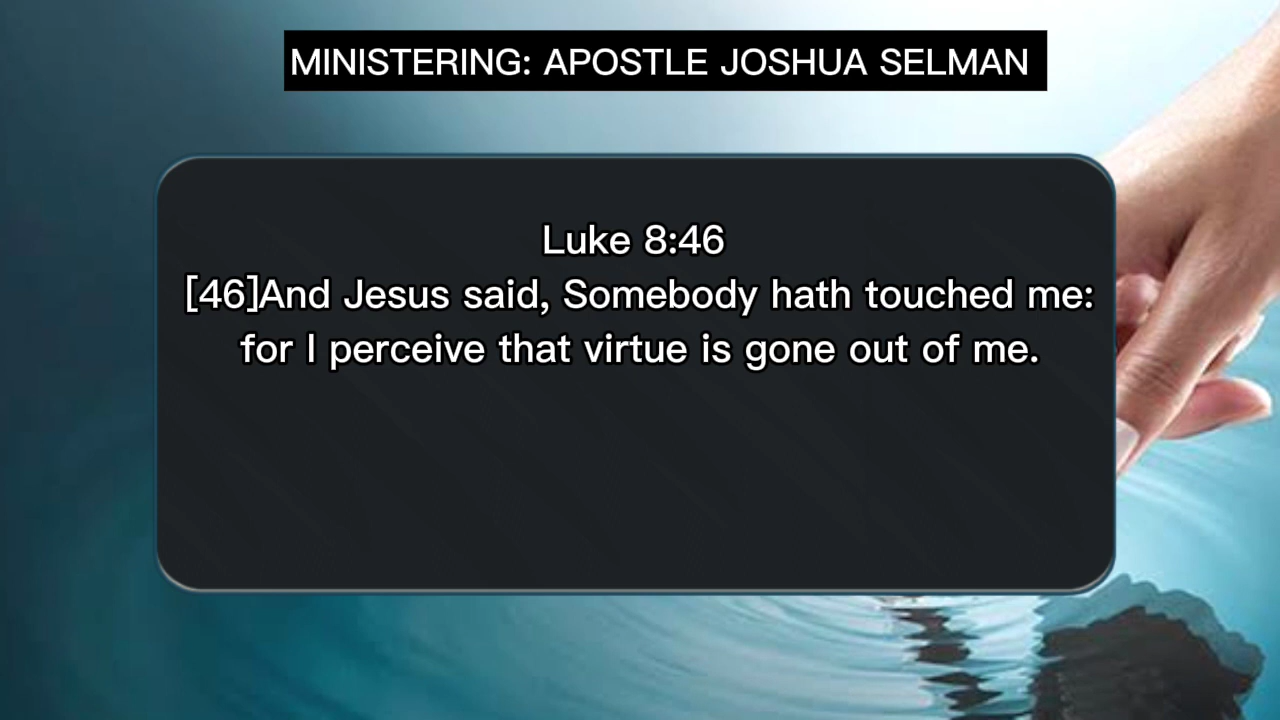 MINISTERING: APOSTLE JOSHUA SELMAN
Luke 8:46
[46]And Jesus said, Somebody hath touched me:
for I perceive that virtue is gone out of me.